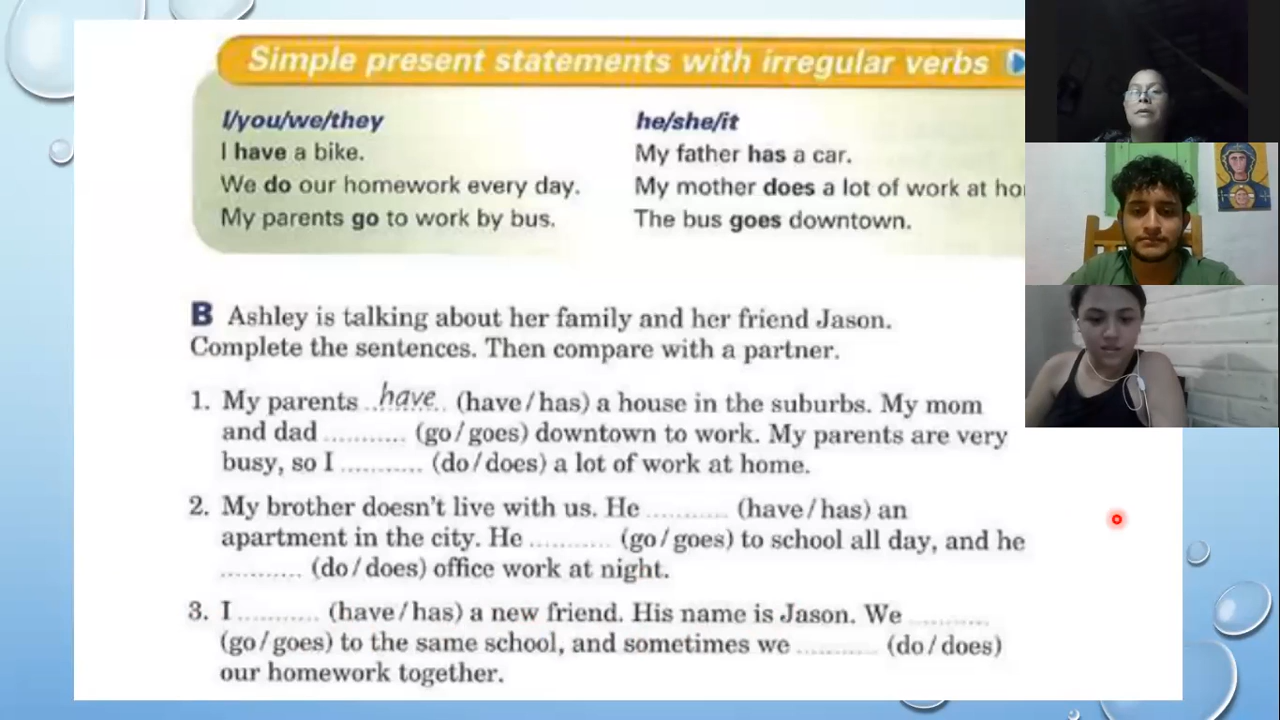 Simple present statements with irregular verbs
I/you/we/they
I have a bike.
We do our homework every day.
My parents go to work by bus.
he/she/it
My father has a car.
My mother does a lot of work at
The bus goes downtown.
B Ashley is talking about her family and her friend Jason.
Complete the sentences. Then compare with a partner.
1. My parents ..have.. (have/has) a house in the suburbs. My mom
and dad ........... (go/goes) downtown to work. My parents are very
busy, so I ........... (do/does) a lot of work at home.
2. My brother doesn't live with us. He ........... (have/has) an
apartment in the city. He ........... (go/goes) to school all day, and he
........... (do/does) office work at night.
3. I ........... (have/has) a new friend. His name is Jason. We ...........
(go/goes) to the same school, and sometimes we ........... (do/does)
our homework together.